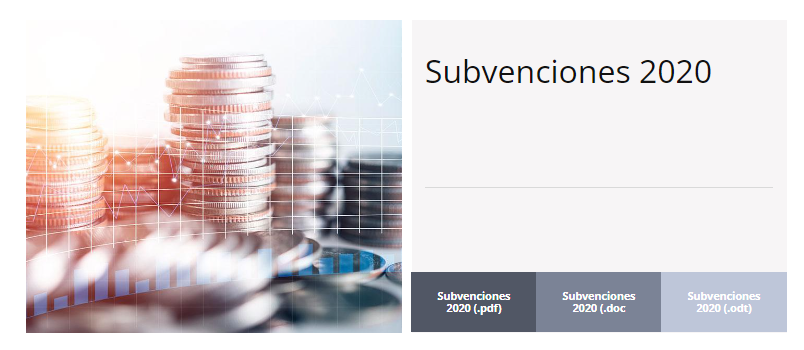 Subvenciones 2020
Subvenciones
2020 (.pdf)
Subvenciones
2020 (.doc
Subvenciones
2020 (.odt)